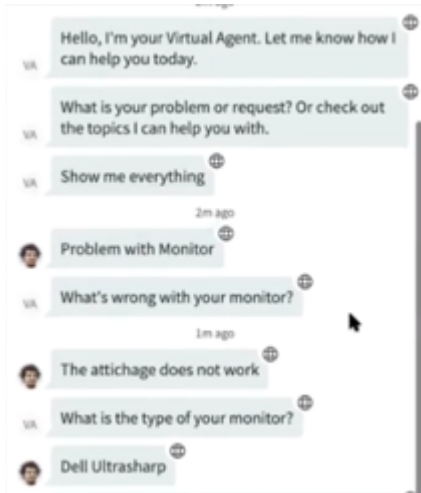 Hello, I'm your Virtual Agent. Let me know how I
can help you today.
VA
What is your problem or request? Or check out
the topics I can help you with.
VA
Show me everything
VA
2m ago
Problem with Monitor
What's wrong with your monitor?
VA
1m ago
The attichage does not work
What is the type of your monitor?
VA
Dell Ultrasharp